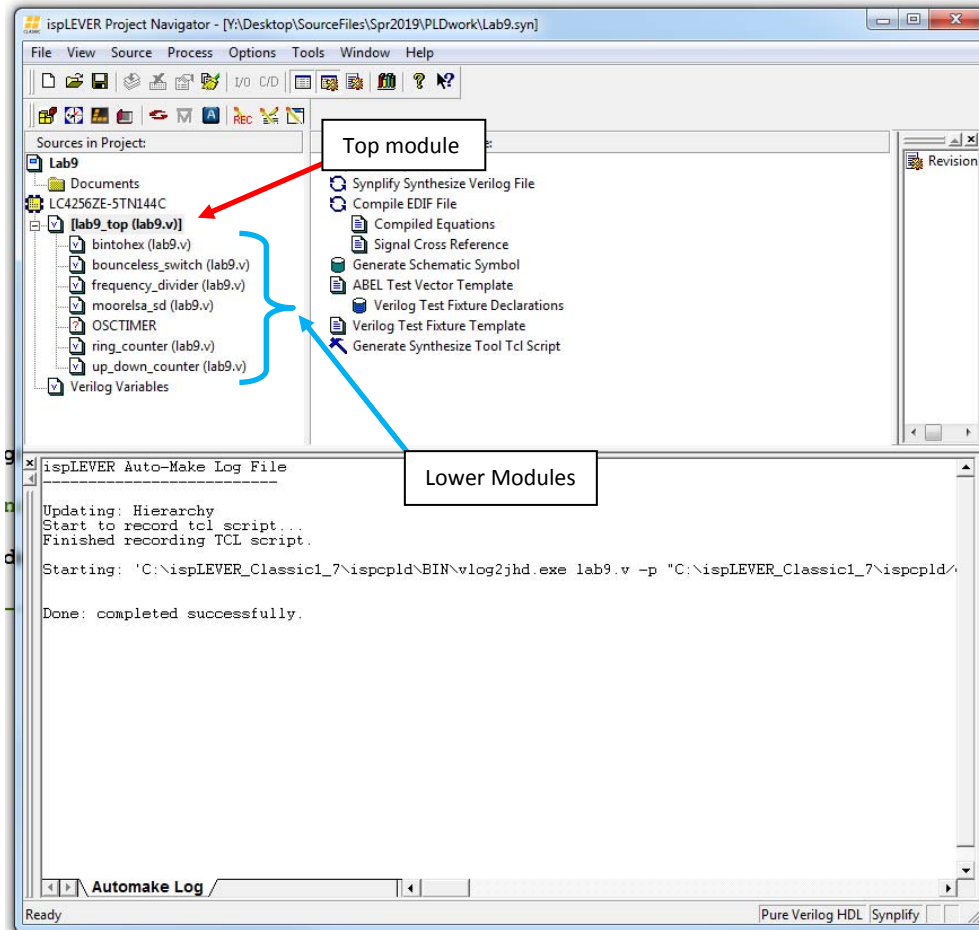 ispLEVER Project Navigator - [Y:\Desktop\SourceFiles\Spr2019\PLDwork\Lab9.syn]
File View Source Process Options Tools Window Help
I/O C/D
A REC
Sources in Project:
Top module
Lab9
Documents
LC4256ZE-5TN144C
[lab9_top (lab9.v)]
bintohex (lab9.v)
bounceless_switch (lab9.v)
frequency_divider (lab9.v)
moorelsa_sd (lab9.v)
OSCTIMER
ring_counter (lab9.v)
up_down_counter (lab9.v)
Verilog Variables
Synplify Synthesize Verilog File
Compile EDIF File
Compiled Equations
Signal Cross Reference
Generate Schematic Symbol
ABEL Test Vector Template
Verilog Test Fixture Declarations
Verilog Test Fixture Template
Generate Synthesize Tool Tcl Script
Revision
Lower Modules
ispLEVER Auto-Make Log File
---------------------------
Updating: Hierarchy
Start to record tcl script...
Finished recording TCL script.
Starting: 'C:\ispLEVER_Classic1_7\ispcpld\BIN\vlog2jhd.exe lab9.v -p "C:\ispLEVER_Classic1_7\ispcpld/
Done: completed successfully.
Automake Log
Ready
Pure Verilog HDL Synplify